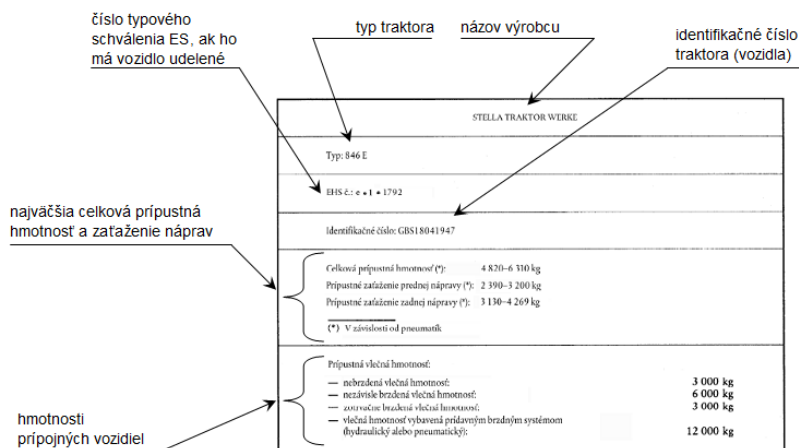 číslo typového
schválenia ES, ak ho
má vozidlo udelené
typ traktora
názov výrobcu
identifikačné číslo
traktora (vozidla)
STELLA TRAKTOR WERKE
Typ: 846 E
EHS č.: e * 1 * 1792
Identifikačné číslo: GBS18041947
najväčšia celková prípustná
hmotnosť a zaťaženie náprav
Celková prípustná hmotnosť (*): 4 820–6 310 kg
Prípustné zaťaženie prednej nápravy (*): 2 390–3 200 kg
Prípustné zaťaženie zadnej nápravy (*): 3 130–4 269 kg
(*) V závislosti od pneumatík
hmotnosti
prípojných vozidiel
Prípustná vlečná hmotnosť:
— nebrzdená vlečná hmotnosť: 3 000 kg
— nezávisle brzdená vlečná hmotnosť: 6 000 kg
— zotrvačne brzdená vlečná hmotnosť: 3 000 kg
— vlečná hmotnosť vybavená prídavným brzdným systémom
(hydraulický alebo pneumatický): 12 000 kg